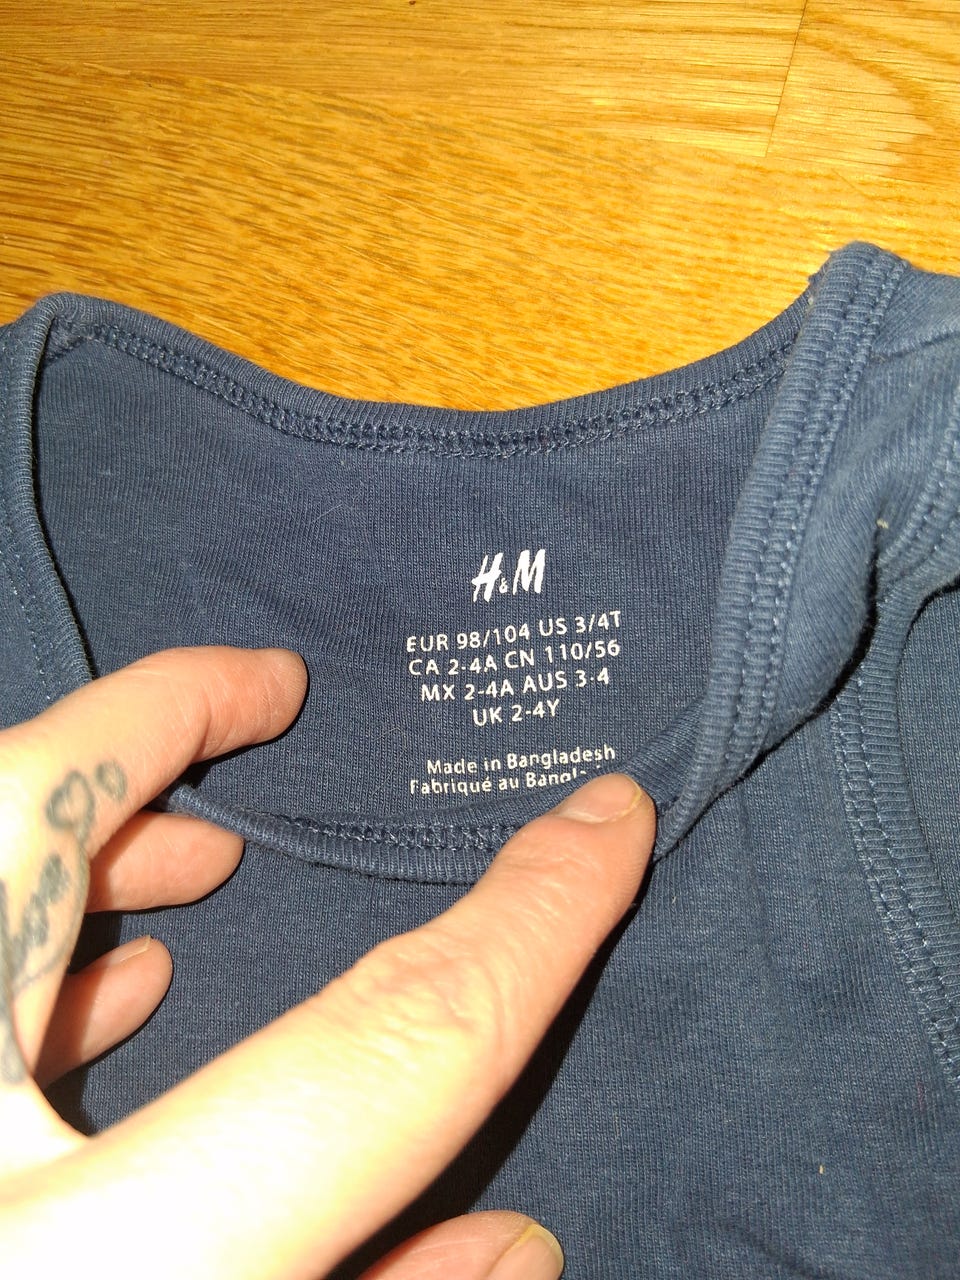 H&M
EUR 98/104 US 3/4T
CA 2-4A CN 110/56
MX 2-4A AUS 3-4
UK 2-4Y
Made in Bangladesh
Fabriqué au